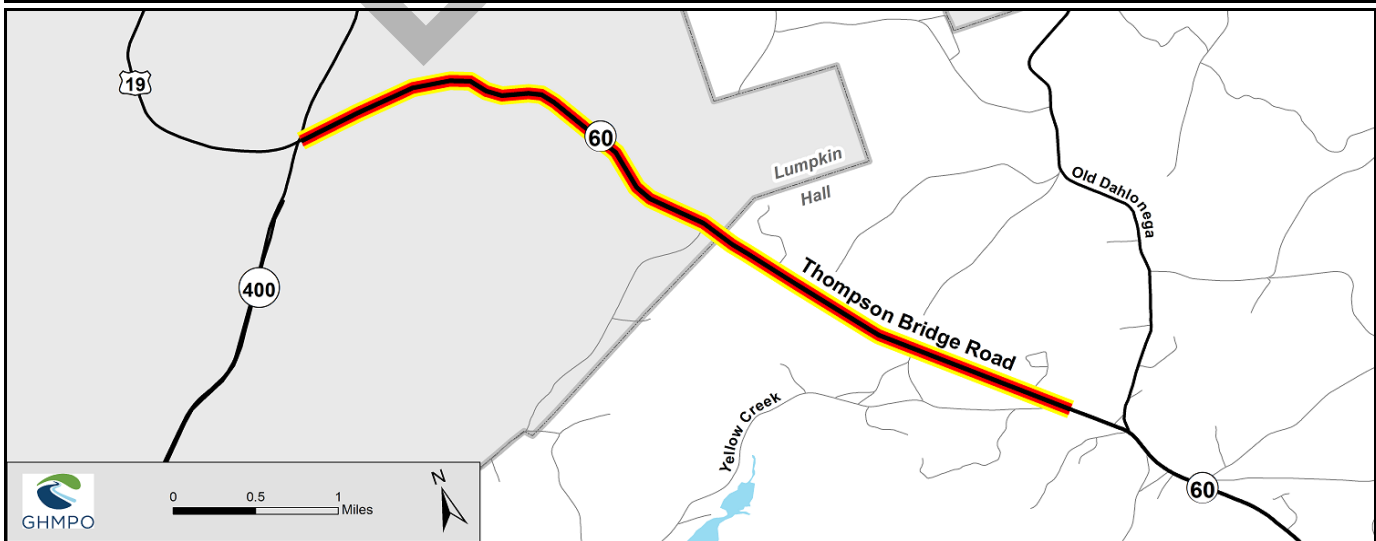 19
60
Lumpkin
Hall
Old Dahlonega
400
Thompson Bridge Road
Yellow Creek
60
GHMPO
0 0.5 1
Miles
N